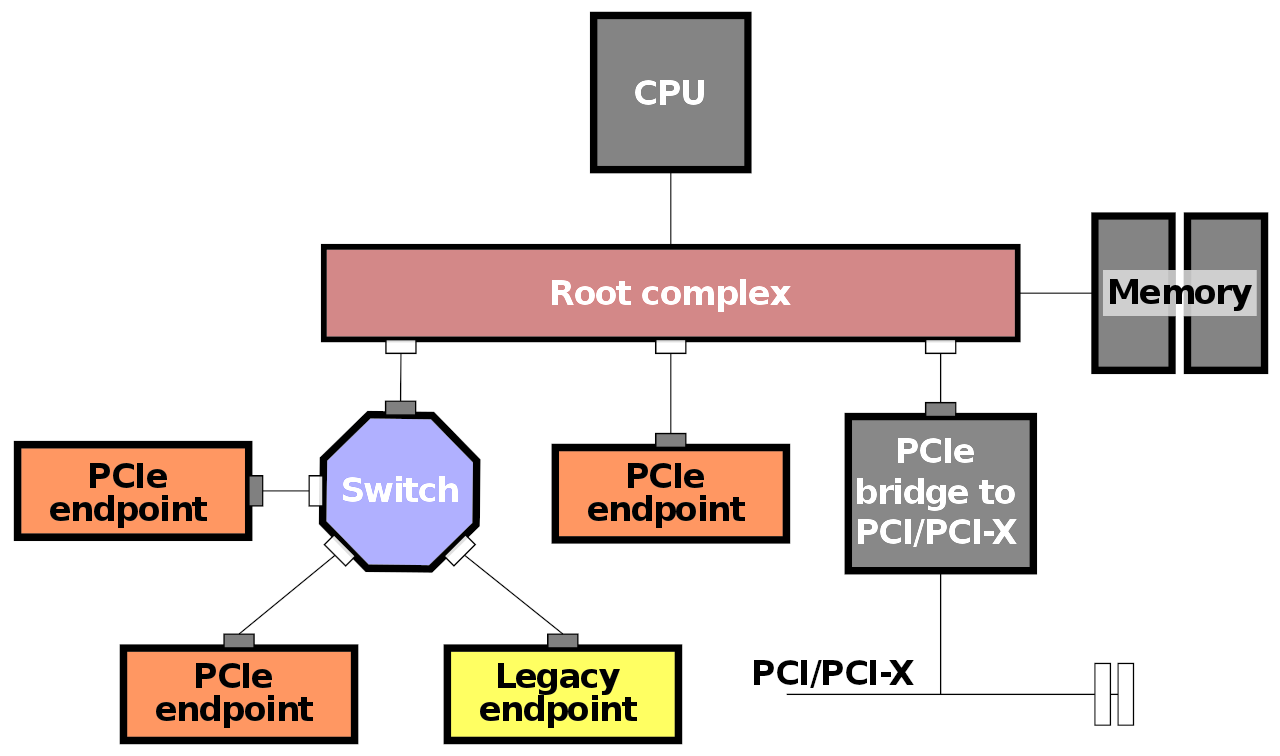 CPU
Root complex
Memory
PCIe
endpoint
Switch
PCIe
endpoint
PCIe
bridge to
PCI/PCI-X
PCIe
endpoint
Legacy
endpoint
PCI/PCI-X